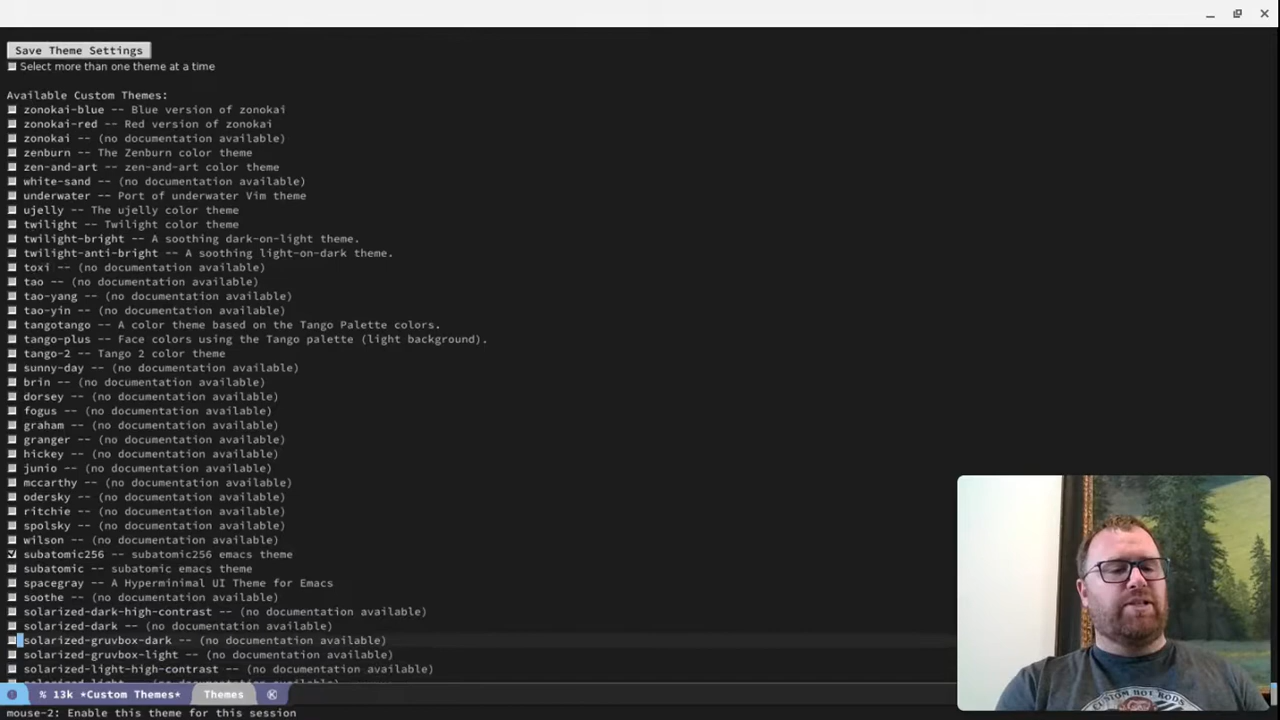 Save Theme Settings
Select more than one theme at a time
Available Custom Themes:
zonokai-blue -- Blue version of zonokai
zonokai-red -- Red version of zonokai
zonokai -- (no documentation available)
zenburn -- The Zenburn color theme
zen-and-art -- zen-and-art color theme
white-sand -- (no documentation available)
underwater -- Port of underwater Vim theme
ujelly -- The ujelly color theme
twilight -- Twilight color theme
twilight-bright -- A soothing dark-on-light theme.
twilight-anti-bright -- A soothing light-on-dark theme.
toxi -- (no documentation available)
tao -- (no documentation available)
tao-yang -- (no documentation available)
tao-yin -- (no documentation available)
tangotango -- A color theme based on the Tango Palette colors.
tango-plus -- Face colors using the Tango palette (light background).
tango-2 -- Tango 2 color theme
sunny-day -- (no documentation available)
brin -- (no documentation available)
dorsey -- (no documentation available)
fogus -- (no documentation available)
graham -- (no documentation available)
granger -- (no documentation available)
hickey -- (no documentation available)
junio -- (no documentation available)
mccarthy -- (no documentation available)
odersky -- (no documentation available)
ritchie -- (no documentation available)
spolsky -- (no documentation available)
wilson -- (no documentation available)
subatomic256 -- subatomic256 emacs theme
subatomic -- subatomic emacs theme
spacegray -- A Hyperminimal UI Theme for Emacs
soothe -- (no documentation available)
solarized-dark-high-contrast -- (no documentation available)
solarized-dark -- (no documentation available)
solarized-gruvbox-dark -- (no documentation available)
solarized-gruvbox-light -- (no documentation available)
solarized-light-high-contrast -- (no documentation available)
% 13k *Custom Themes* Themes K
mouse-2: Enable this theme for this session
CUSTOM HOT RODS